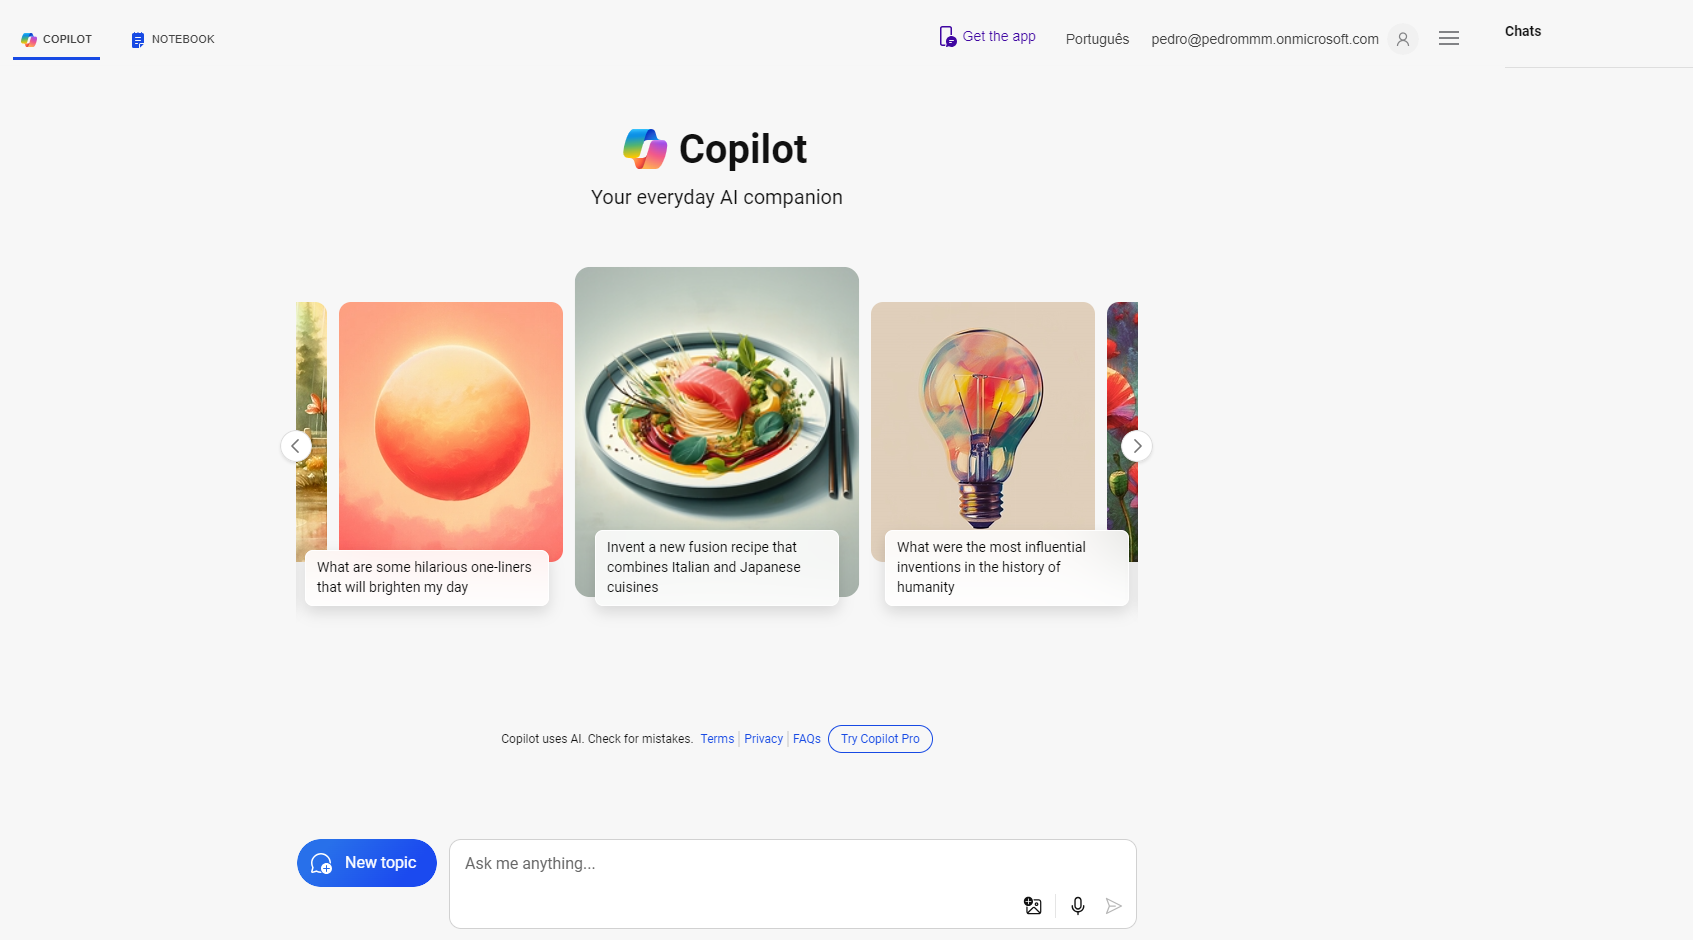 COPILOT
NOTEBOOK
Get the app
Português
pedro@pedrommm.onmicrosoft.com
Chats
Copilot
Your everyday AI companion
What are some hilarious one-liners
that will brighten my day
Invent a new fusion recipe that
combines Italian and Japanese
cuisines
What were the most influential
inventions in the history of
humanity
Copilot uses AI. Check for mistakes. Terms Privacy FAQs Try Copilot Pro
New topic
Ask me anything...